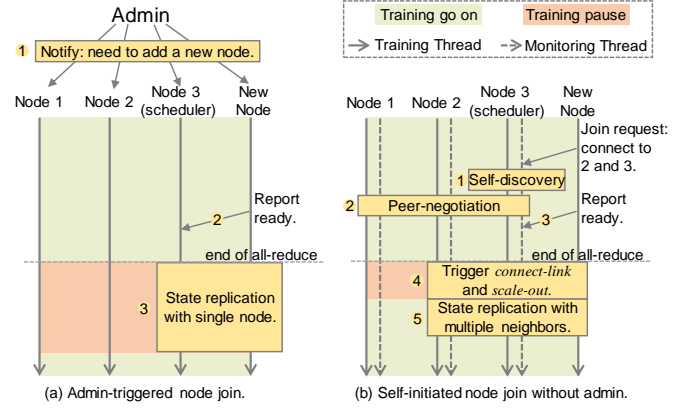 Admin
1 Notify: need to add a new node.
Node 1
Node 2
Node 3
(scheduler)
New
Node
2
Report
ready.
end of all-reduce
3
State replication
with single node.
(a) Admin-triggered node join.
Training go on
Training pause
Training Thread
Monitoring Thread
Node 1
Node 2
Node 3
(scheduler)
New
Node
Join request:
connect to
2 and 3.
1 Self-discovery
2 Peer-negotiation
3
Report
ready.
end of all-reduce
4
Trigger connect-link
and scale-out.
5
State replication with
multiple neighbors.
(b) Self-initiated node join without admin.